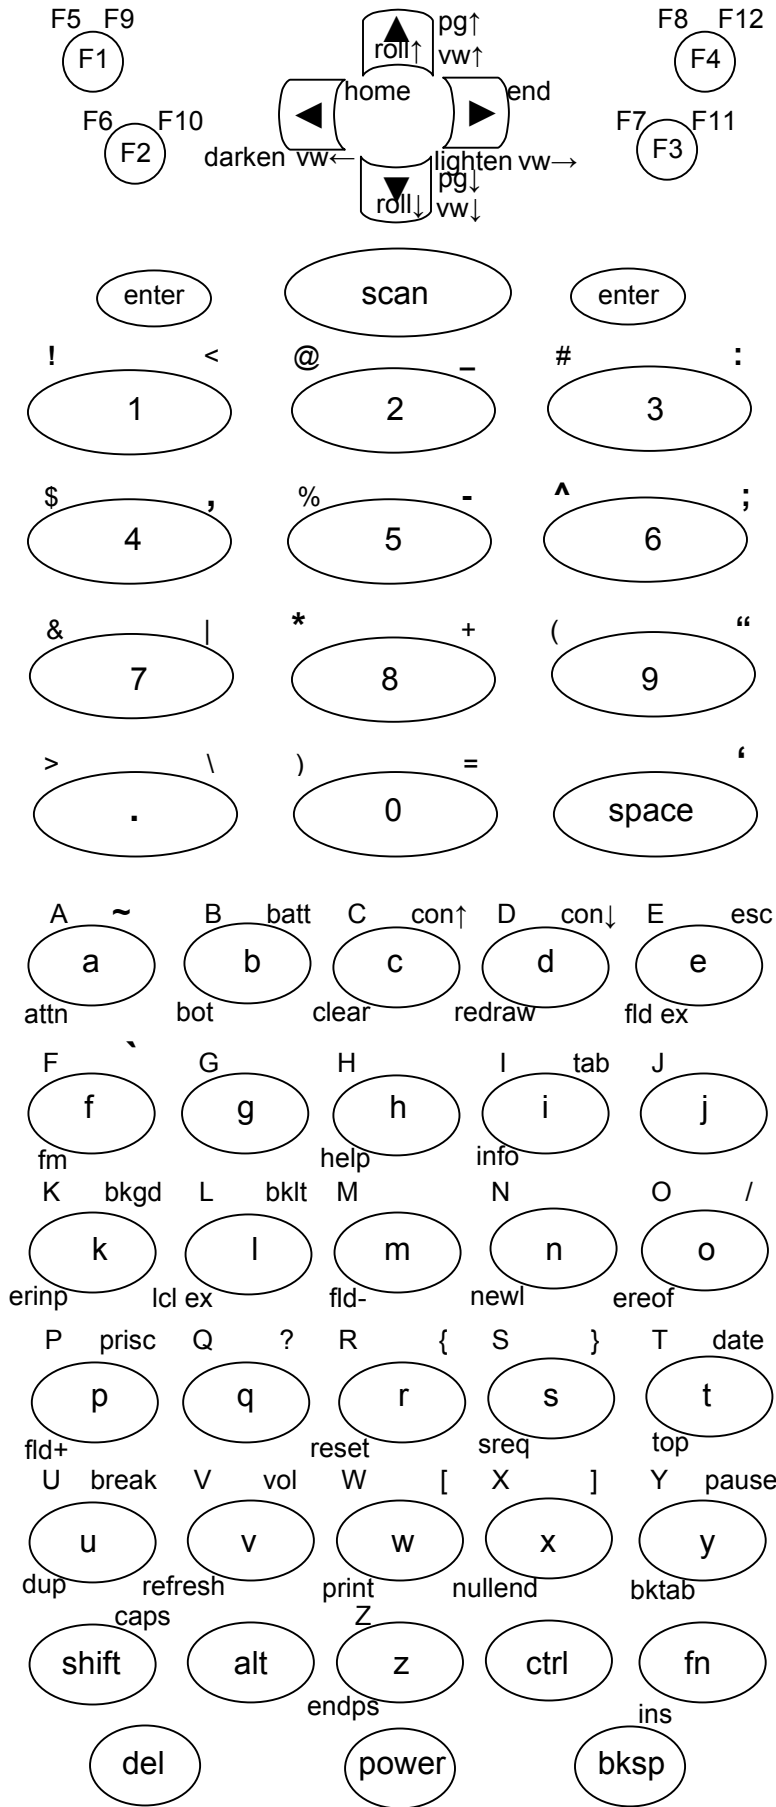 F5 F9 pg↑ F8 F12
F1 ▲ roll↑ vw↑ F4
home end
F6 F10 ◄ ► F7 F11
F2 F3
darken vw← lighten vw→
pg↓
▼ roll↓ vw↓
enter scan enter
! < @ _ # :
1 2 3
$ , % - ^ ;
4 5 6
& | * + ( “
7 8 9
> \ ) = ‘
. 0 space
A ~ B batt C con↑ D con↓ E esc
a b c d e
attn bot clear redraw fld ex
F ` G H I tab J
f g h i j
fm help info
K bkgd L bklt M N O /
k l m n o
erinp lcl ex fld- newl ereof
P prisc Q ? R { S } T date
p q r s t
fld+ reset sreq top
U break V vol W [ X ] Y pause
u v w x y
dup refresh print nullend bktab
caps Z
shift alt z ctrl fn
endps ins
del power bksp